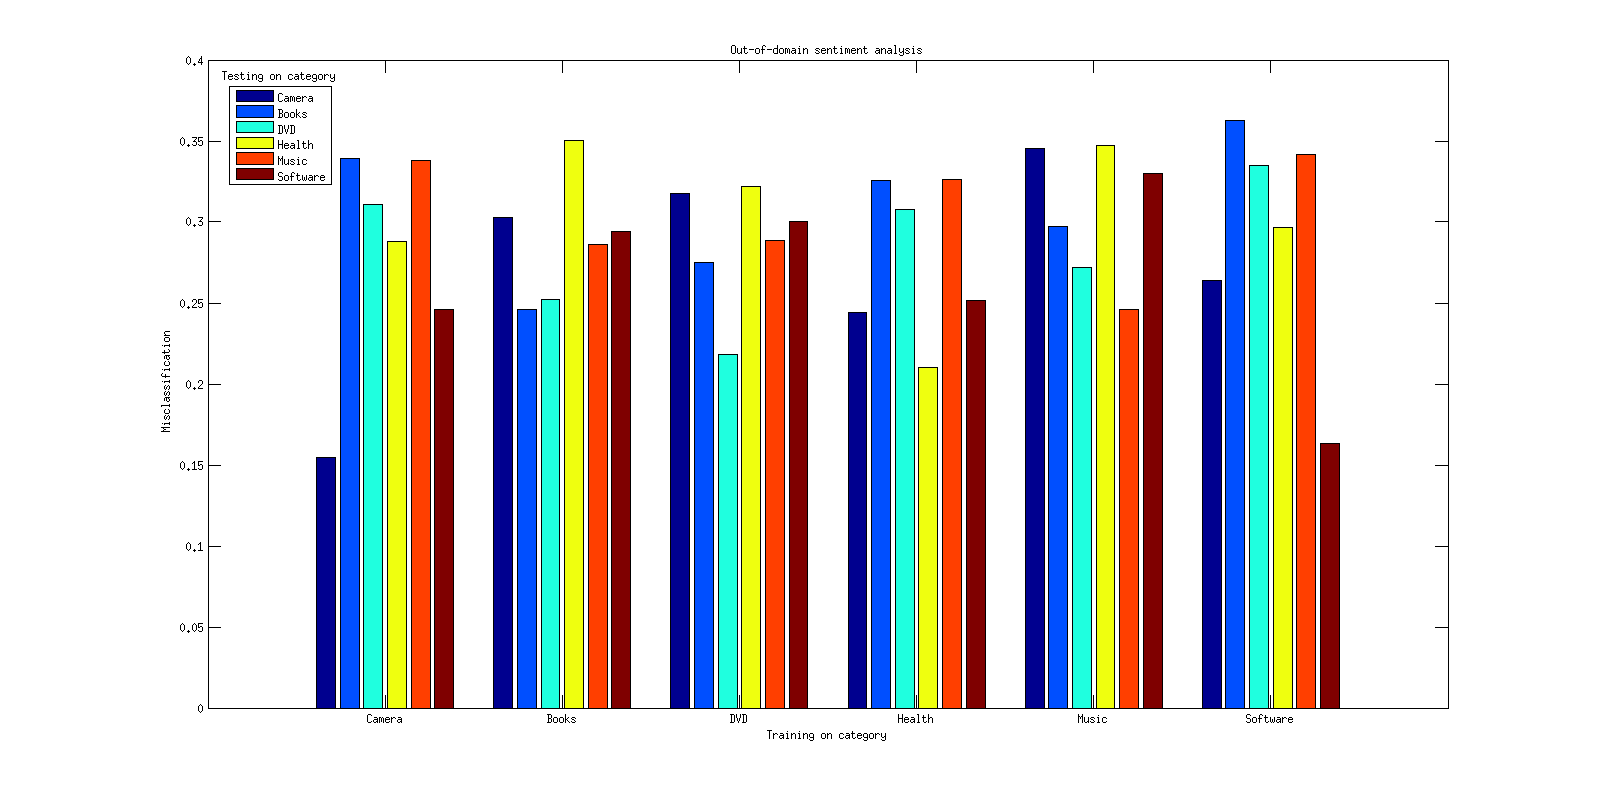 Out-of-domain sentiment analysis
Testing on category
Camera
Books
DVD
Health
Music
Software
0.4
0.35
0.3
0.25
0.2
0.15
0.1
0.05
0
Misclassification
Camera
Books
DVD
Health
Music
Software
Training on category